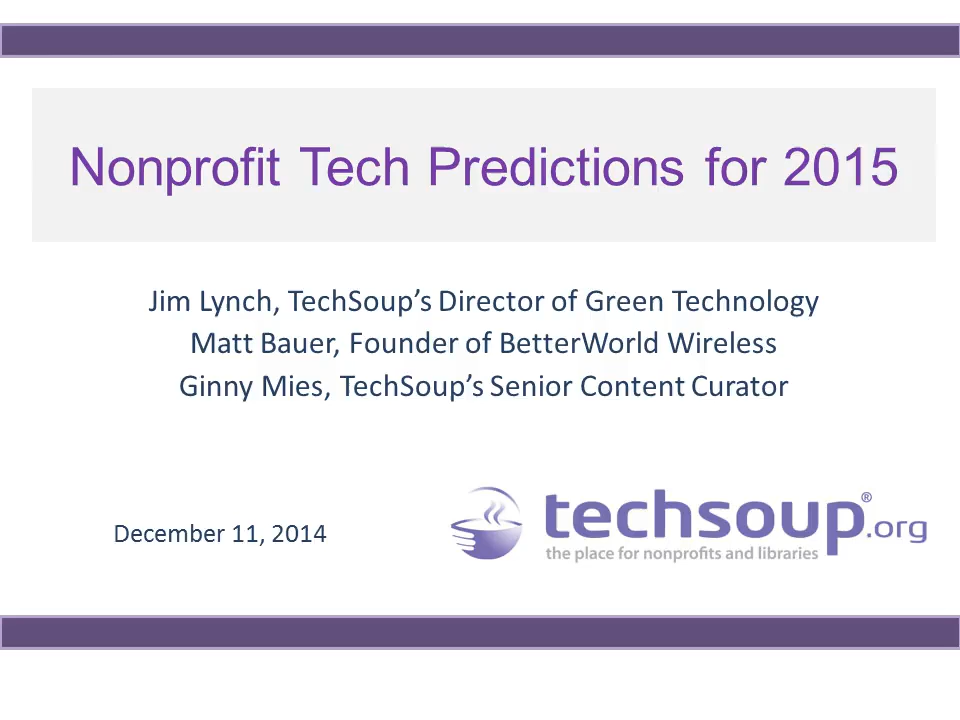 Nonprofit Tech Predictions for 2015
Jim Lynch, TechSoup’s Director of Green Technology
Matt Bauer, Founder of BetterWorld Wireless
Ginny Mies, TechSoup’s Senior Content Curator
December 11, 2014
techsoup®.org
the place for nonprofits and libraries